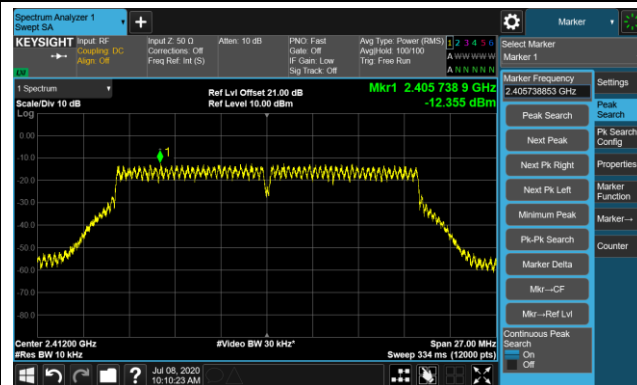 Spectrum Analyzer 1
Swept SA
Marker
KEYSIGHT
Input: RF
Coupling: DC
Align: Off
Input Z: 50 Ω
Corrections: Off
Freq Ref: Int (S)
Atten: 10 dB
PNO: Fast
Gate: Off
IF Gain: Low
Sig Track: Off
Avg Type: Power (RMS)
Avg|Hold: 100/100
Trig: Free Run
1 2 3 4 5 6
A W W W W W
A N N N N N
Select Marker
Marker 1
1 Spectrum
Scale/Div 10 dB
Log
Ref Lvl Offset 21.00 dB
Ref Level 10.00 dBm
Mkr1 2.405 738 9 GHz
-12.355 dBm
Marker Frequency
2.405738853 GHz
Peak Search
Next Peak
Next Pk Right
Next Pk Left
Minimum Peak
Pk-Pk Search
Marker Delta
Mkr→CF
Mkr→Ref Lvl
Continuous Peak
Search
On
Off
Settings
Peak
Search
Pk Search
Config
Properties
Marker
Function
Marker→
Counter
1
0.00
-10.0
-20.0
-30.0
-40.0
-50.0
-60.0
-70.0
-80.0
Center 2.41200 GHz
#Res BW 10 kHz
#Video BW 30 kHz*
Span 27.00 MHz
Sweep 334 ms (12000 pts)
Jul 08, 2020
10:10:23 AM